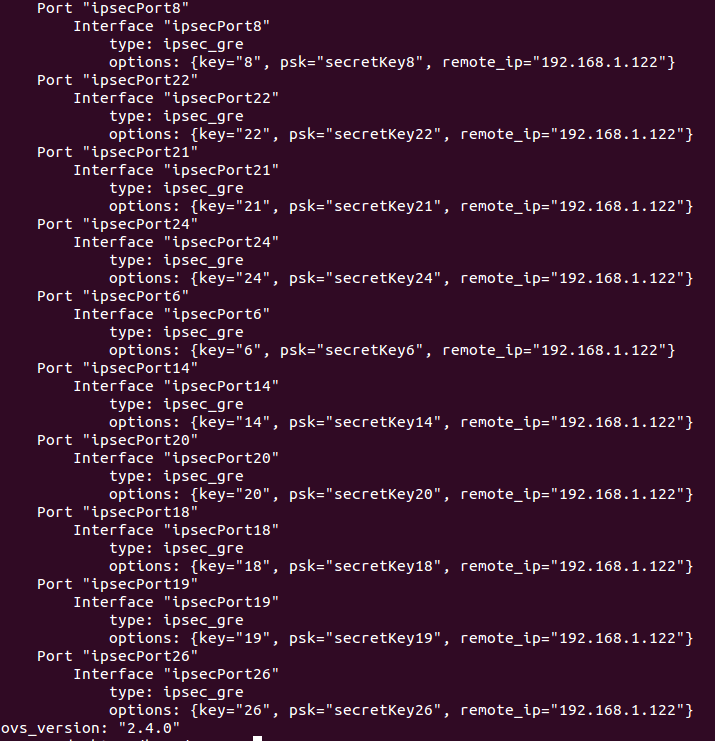 Port "ipsecPort8"
Interface "ipsecPort8"
type: ipsec_gre
options: {key="8", psk="secretKey8", remote_ip="192.168.1.122"}
Port "ipsecPort22"
Interface "ipsecPort22"
type: ipsec_gre
options: {key="22", psk="secretKey22", remote_ip="192.168.1.122"}
Port "ipsecPort21"
Interface "ipsecPort21"
type: ipsec_gre
options: {key="21", psk="secretKey21", remote_ip="192.168.1.122"}
Port "ipsecPort24"
Interface "ipsecPort24"
type: ipsec_gre
options: {key="24", psk="secretKey24", remote_ip="192.168.1.122"}
Port "ipsecPort6"
Interface "ipsecPort6"
type: ipsec_gre
options: {key="6", psk="secretKey6", remote_ip="192.168.1.122"}
Port "ipsecPort14"
Interface "ipsecPort14"
type: ipsec_gre
options: {key="14", psk="secretKey14", remote_ip="192.168.1.122"}
Port "ipsecPort20"
Interface "ipsecPort20"
type: ipsec_gre
options: {key="20", psk="secretKey20", remote_ip="192.168.1.122"}
Port "ipsecPort18"
Interface "ipsecPort18"
type: ipsec_gre
options: {key="18", psk="secretKey18", remote_ip="192.168.1.122"}
Port "ipsecPort19"
Interface "ipsecPort19"
type: ipsec_gre
options: {key="19", psk="secretKey19", remote_ip="192.168.1.122"}
Port "ipsecPort26"
Interface "ipsecPort26"
type: ipsec_gre
options: {key="26", psk="secretKey26", remote_ip="192.168.1.122"}
ovs_version: "2.4.0"